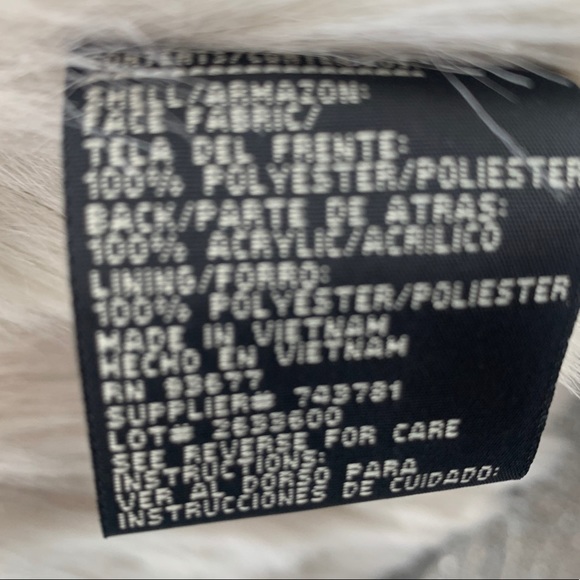 SHELL/ARMAZON:
FACE FABRIC/
TELA DEL FRENTE:
100% POLYESTER/POLIESTER
BACK/PARTE DE ATRAS:
100% ACRYLIC/ACRILICO
LINING/FORRO:
100% POLYESTER/POLIESTER
MADE IN VIETNAM
HECHO EN VIETNAM
RN 93677
SUPPLIER# 743781
LOT# 2633600
SEE REVERSE FOR CARE
INSTRUCTIONS:
VER AL DORSO PARA
INSTRUCCIONES DE CUIDADO: